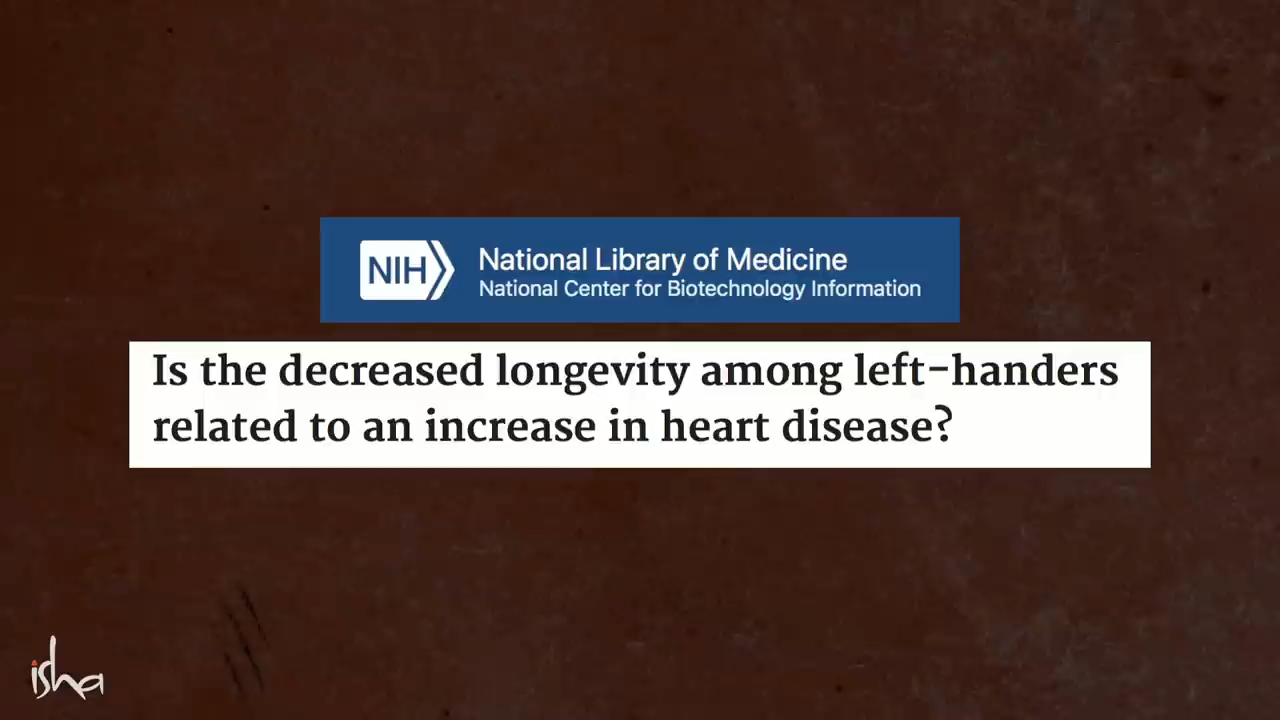 NIH National Library of Medicine
National Center for Biotechnology Information
Is the decreased longevity among left-handers
related to an increase in heart disease?
isha